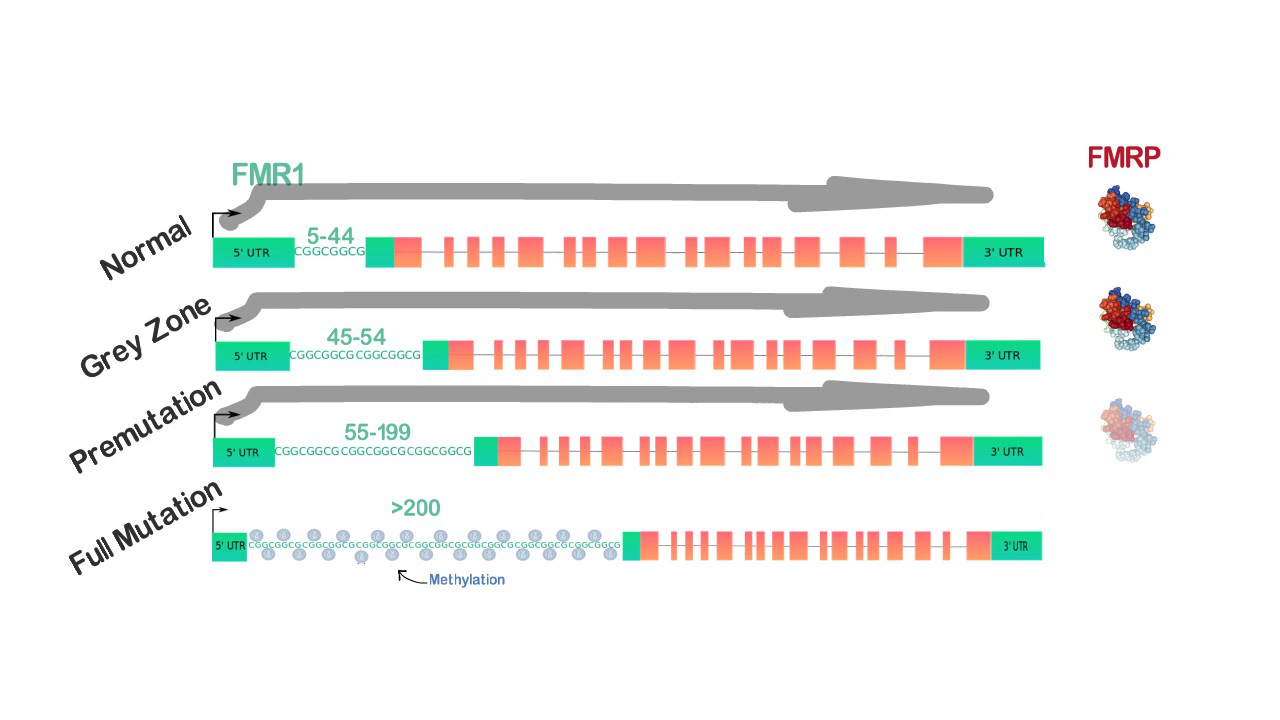 FMRP
FMR1
Normal
5-44
5' UTR
CGGCGGCG
3' UTR
Grey Zone
45-54
5' UTR
CGGCGGCGCGGCGGCG
3' UTR
Premutation
55-199
5' UTR
CGGCGGCGCGGCGGCGCGGCGGCG
3' UTR
Full Mutation
>200
5' UTR
3' UTR
Methylation